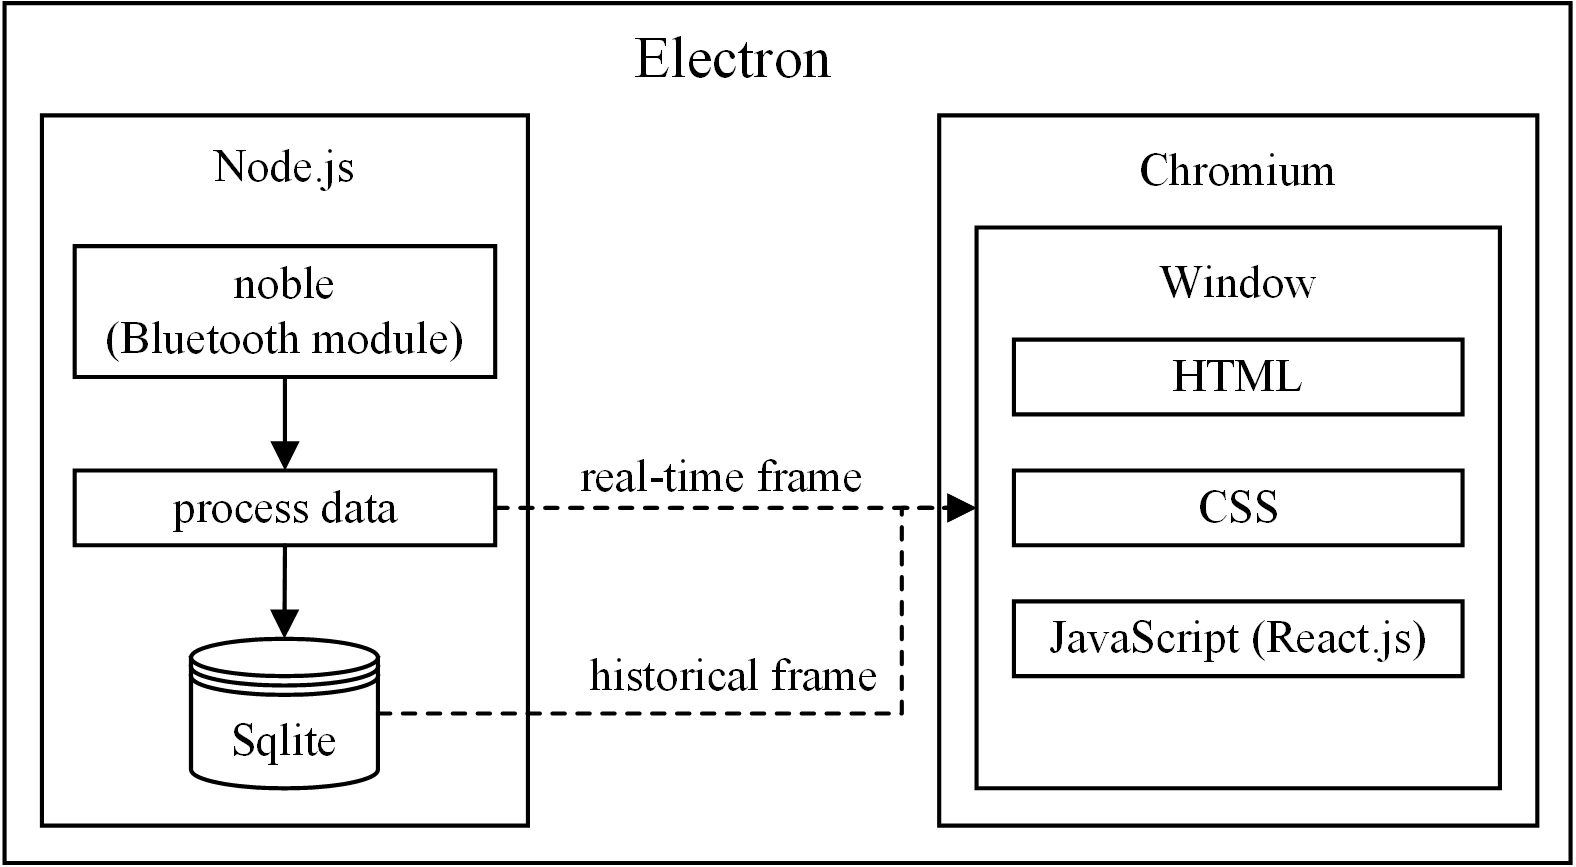 Electron
Node.js
noble
(Bluetooth module)
process data
Sqlite
real-time frame
historical frame
Chromium
Window
HTML
CSS
JavaScript (React.js)